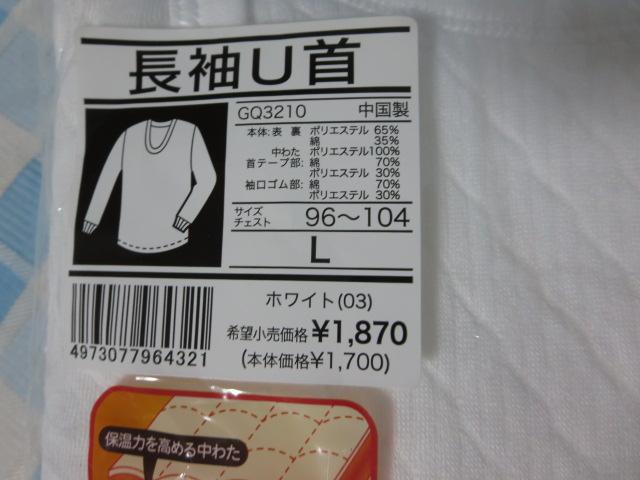 長袖U首
GQ3210 中国製
本体:表 裏 ポリエステル 65%
綿 35%
中わた ポリエステル100%
首テープ部: 綿 70%
ポリエステル 30%
袖口ゴム部: 綿 70%
ポリエステル 30%
サイズ
チェスト 96～104
L
ホワイト(03)
希望小売価格 ¥1,870
(本体価格¥1,700)
4973077964321
保温力を高める中わた